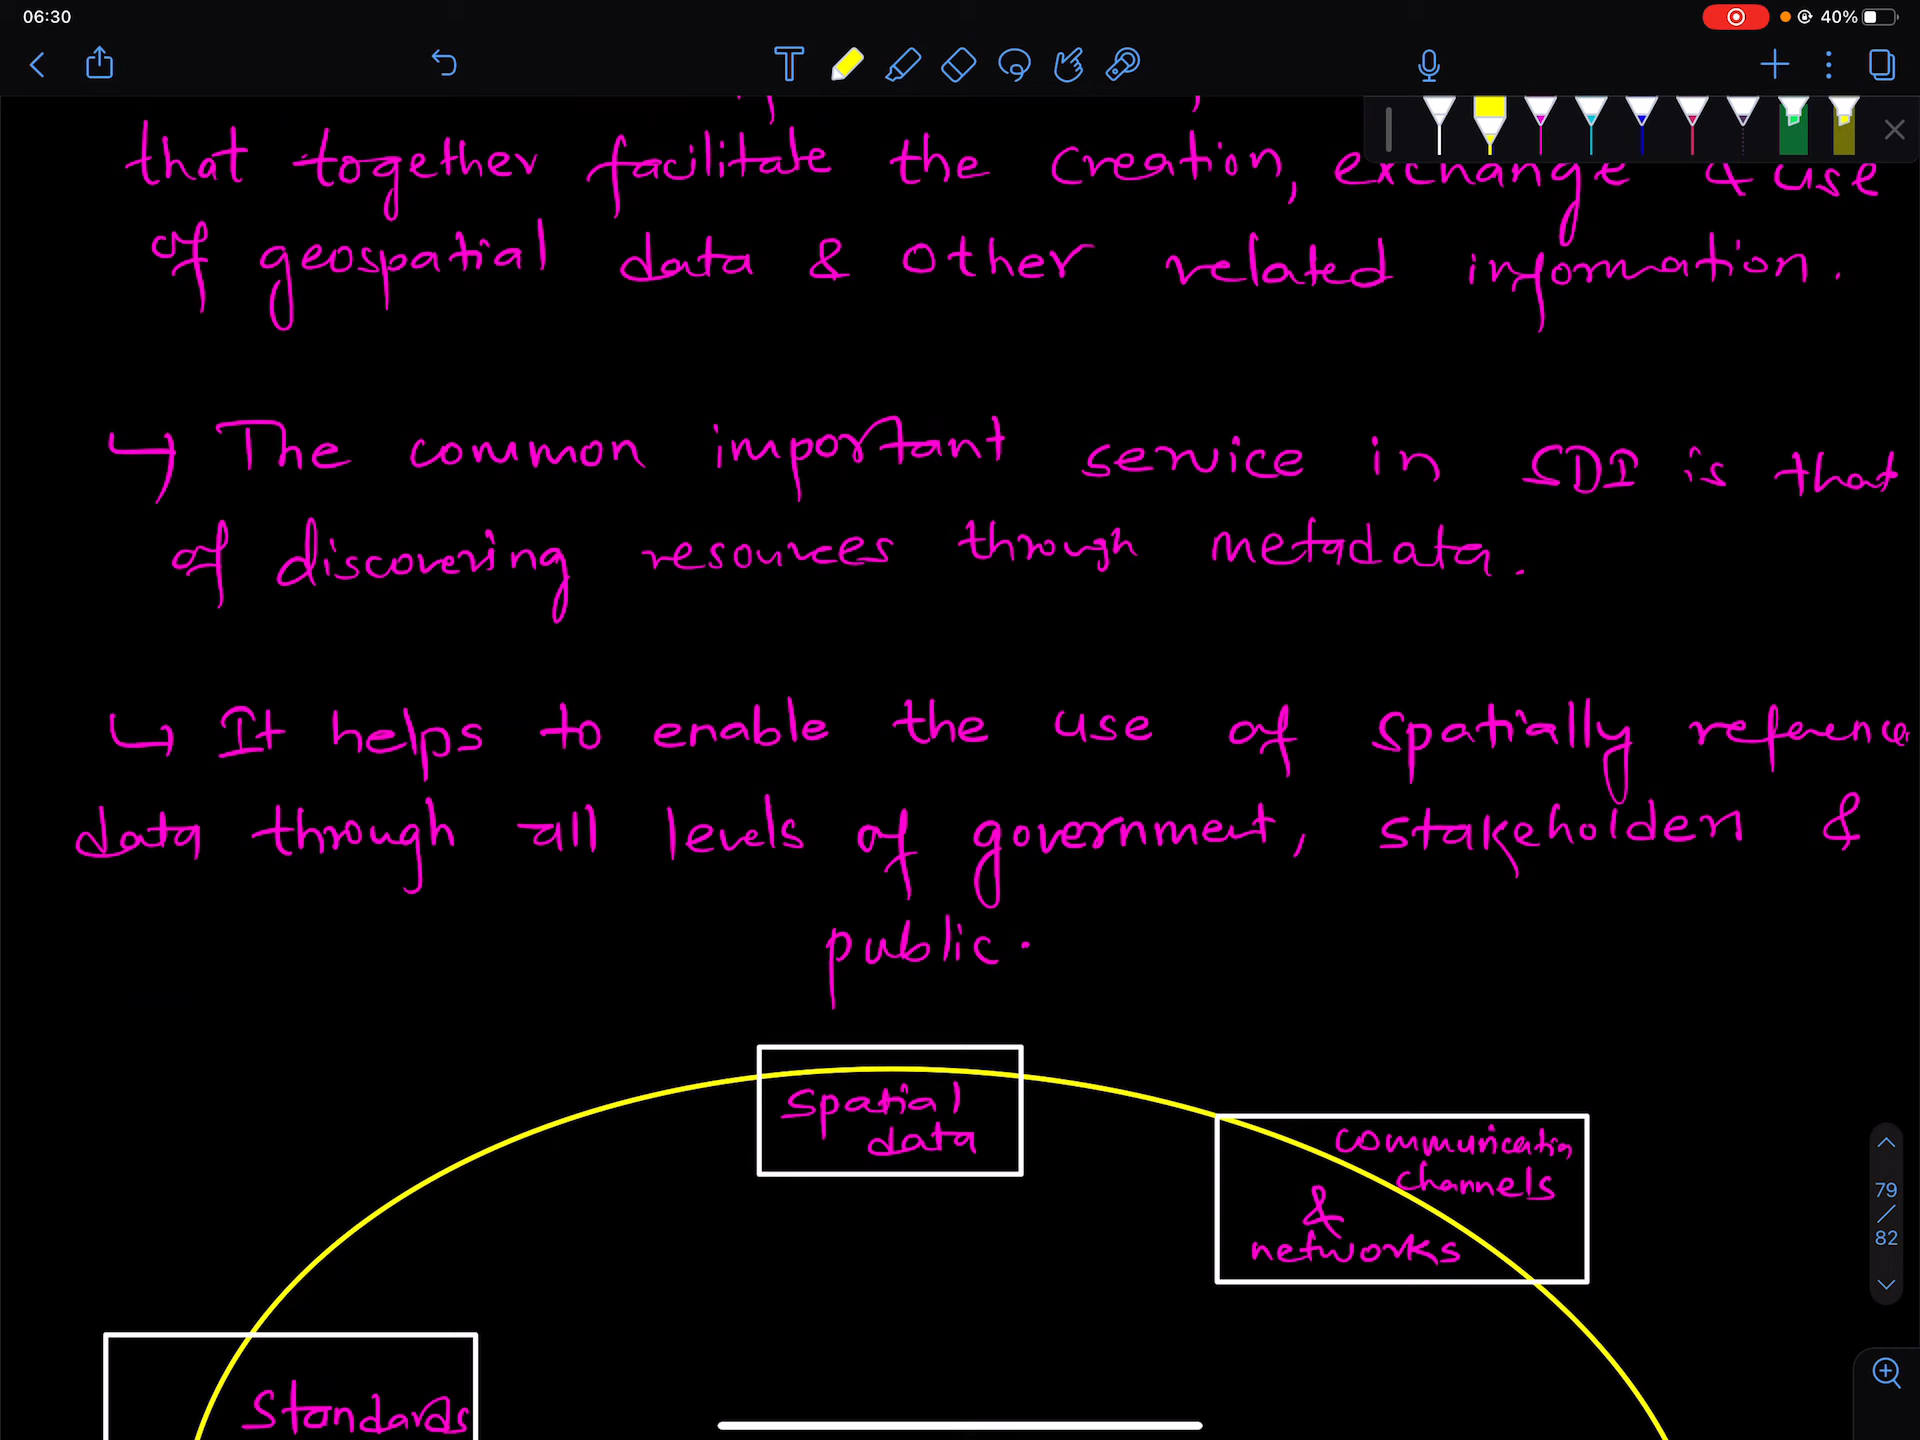 06:30
40%
that together facilitate the creation, exchange & use
of geospatial data & other related information.
↳ The common important service in SDI is that
of discovering resources through metadata.
↳ It helps to enable the use of spatially reference
data through all levels of government, stakeholders &
public.
Spatial
data
communication
channels
&
networks
79
/
82
Standards